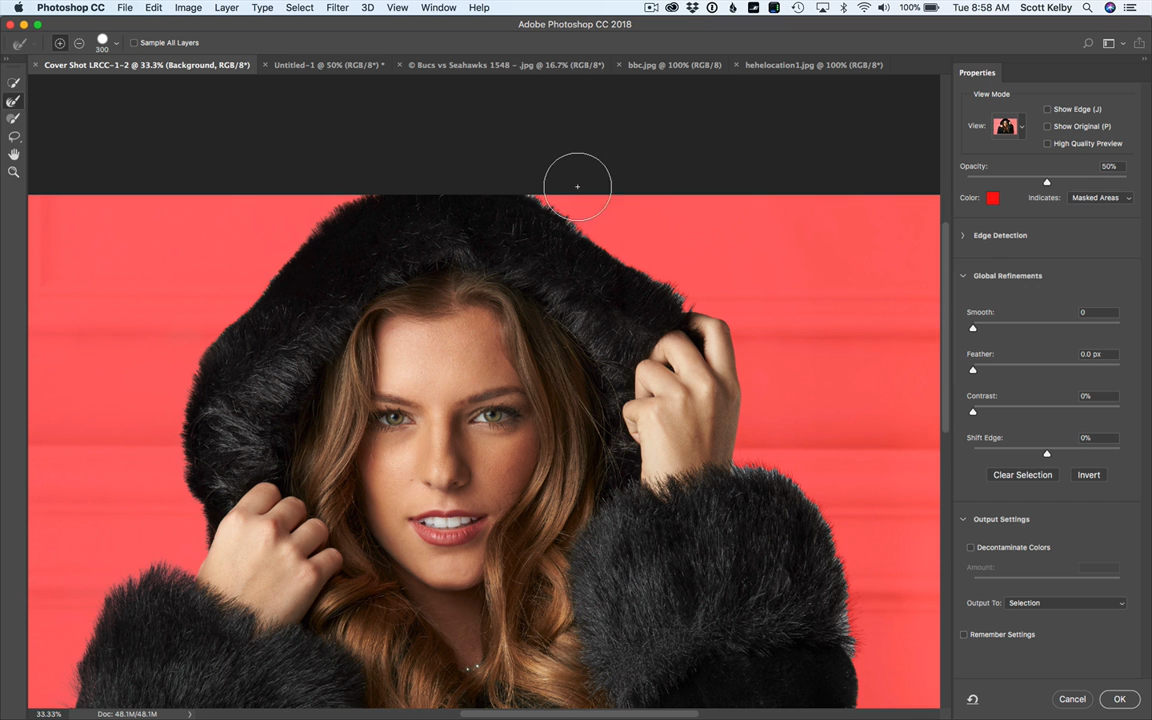 Photoshop CC File Edit Image Layer Type Select Filter 3D View Window Help 100% Tue 8:58 AM Scott Kelby
Adobe Photoshop CC 2018
300 Sample All Layers
Cover Shot LRCC-1-2 @ 33.3% (Background, RGB/8*) Untitled-1 @ 50% (RGB/8*) * © Bucs vs Seahawks 1548 - .jpg @ 16.7% (RGB/8*) bbc.jpg @ 100% (RGB/8) hehelocation1.jpg @ 100% (RGB/8*)
Properties
View Mode
View:
Show Edge (J)
Show Original (P)
High Quality Preview
Opacity: 50%
Color: Indicates: Masked Areas
Edge Detection
Global Refinements
Smooth: 0
Feather: 0.0 px
Contrast: 0%
Shift Edge: 0%
Clear Selection Invert
Output Settings
Decontaminate Colors
Amount:
Output To: Selection
Remember Settings
Cancel OK
33.33% Doc: 48.1M/48.1M